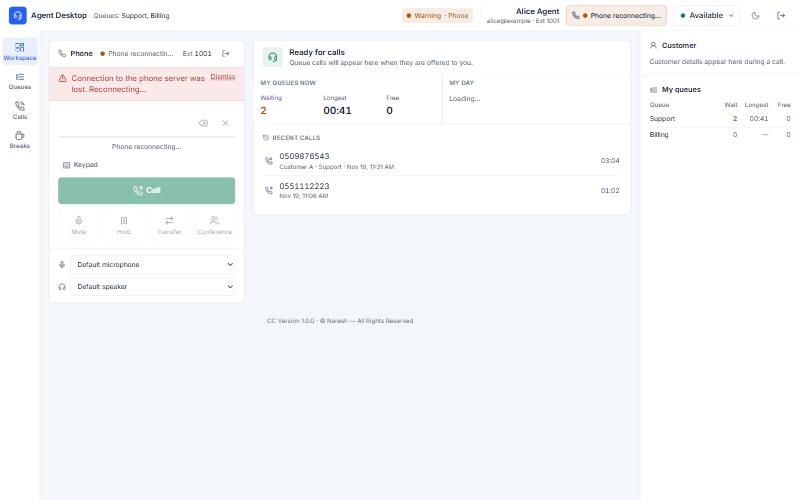 Agent Desktop
Queues: Support, Billing
Warning · Phone
Alice Agent
alice@example · Ext 1001
Phone reconnecting...
Available
Workspace
Queues
Calls
Breaks
Phone
Phone reconnectin...
Ext 1001
Connection to the phone server was
lost. Reconnecting...
Dismiss
Phone reconnecting...
Keypad
Call
Mute
Hold
Transfer
Conference
Default microphone
Default speaker
Ready for calls
Queue calls will appear here when they are offered to you.
MY QUEUES NOW
Waiting
Longest
Free
2
00:41
0
MY DAY
Loading...
RECENT CALLS
0509876543
Customer A · Support · Nov 19, 11:31 AM
03:04
0551112223
Nov 19, 11:06 AM
01:02
CC Version 1.0.0 · © Naresh — All Rights Reserved
Customer
Customer details appear here during a call.
My queues
Queue Wait Longest Free
Support 2 00:41 0
Billing 0 — 0